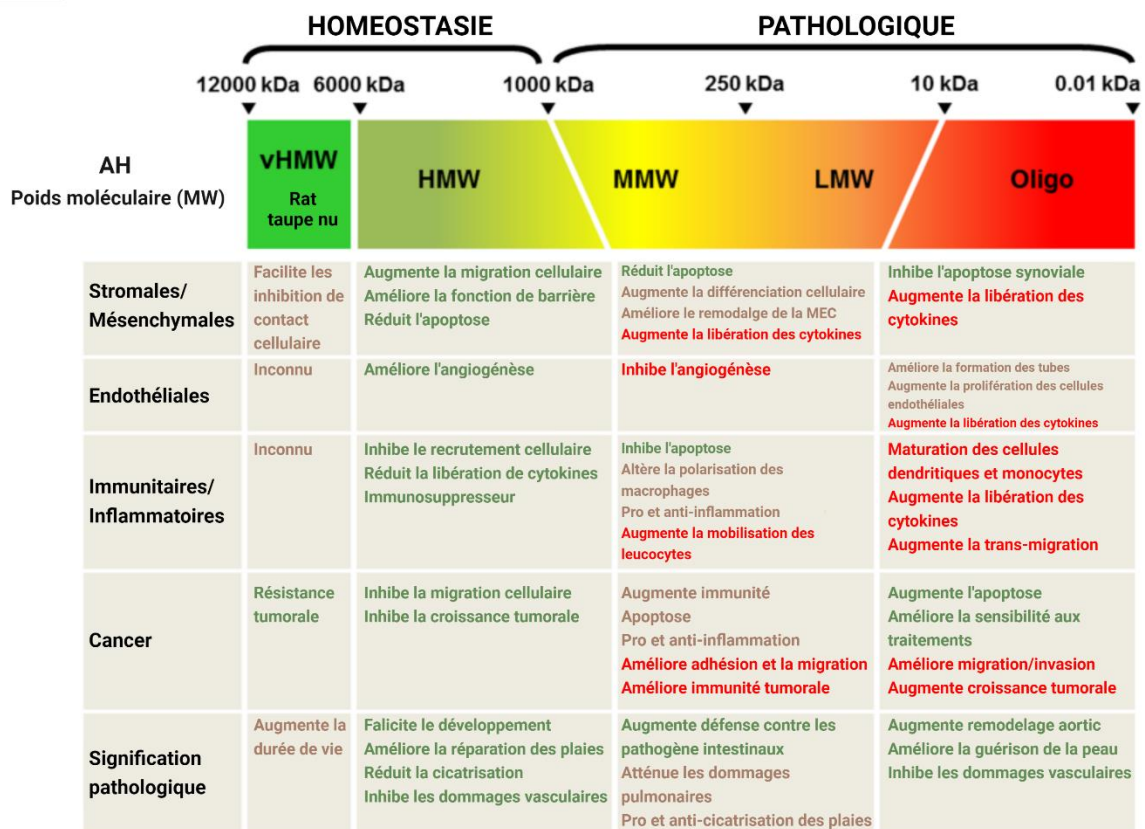 HOMEOSTASIE
PATHOLOGIQUE
12000 kDa 6000 kDa 1000 kDa 250 kDa 10 kDa 0.01 kDa
AH
Poids moléculaire (MW)
vHMW
Rat
taupe nu
HMW
MMW
LMW
Oligo
Stromales/
Mésenchymales
Facilite les
inhibition de
contact
cellulaire
Augmente la migration cellulaire
Améliore la fonction de barrière
Réduit l'apoptose
Réduit l'apoptose
Augmente la différenciation cellulaire
Améliore le remodalge de la MEC
Augmente la libération des cytokines
Inhibe l'apoptose synoviale
Augmente la libération des
cytokines
Endothéliales
Inconnu
Améliore l'angiogénèse
Inhibe l'angiogénèse
Améliore la formation des tubes
Augmente la prolifération des cellules
endothéliales
Augmente la libération des cytokines
Immunitaires/
Inflammatoires
Inconnu
Inhibe le recrutement cellulaire
Réduit la libération de cytokines
Immunosuppresseur
Inhibe l'apoptose
Altère la polarisation des
macrophages
Pro et anti-inflammation
Augmente la mobilisation des
leucocytes
Maturation des cellules
dendritiques et monocytes
Augmente la libération des
cytokines
Augmente la trans-migration
Cancer
Résistance
tumorale
Inhibe la migration cellulaire
Inhibe la croissance tumorale
Augmente immunité
Apoptose
Pro et anti-inflammation
Améliore adhésion et la migration
Améliore immunité tumorale
Augmente l'apoptose
Améliore la sensibilité aux
traitements
Améliore migration/invasion
Augmente croissance tumorale
Signification
pathologique
Augmente la
durée de vie
Falicite le développement
Améliore la réparation des plaies
Réduit la cicatrisation
Inhibe les dommages vasculaires
Augmente défense contre les
pathogène intestinaux
Atténue les dommages
pulmonaires
Pro et anti-cicatrisation des plaies
Augmente remodelage aortic
Améliore la guérison de la peau
Inhibe les dommages vasculaires